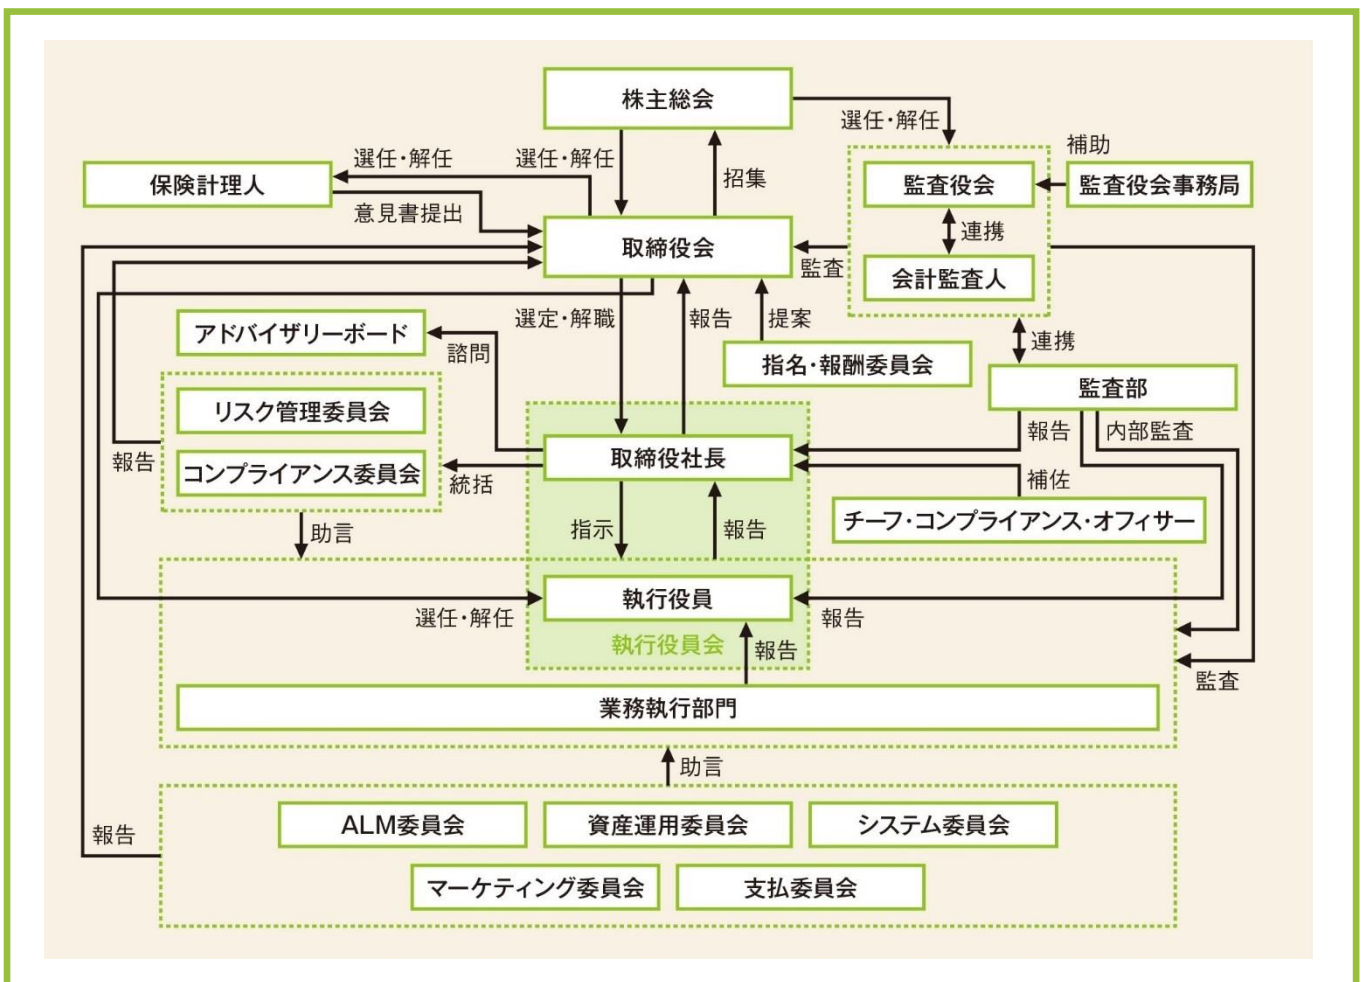 株主総会
選任・解任
補助
選任・解任
選任・解任
招集
保険計理人
監査役会
監査役会事務局
意見書提出
連携
取締役会
監査
会計監査人
選定・解職
報告
提案
アドバイザリーボード
諮問
連携
指名・報酬委員会
監査部
リスク管理委員会
報告
内部監査
報告
取締役社長
コンプライアンス委員会
統括
補佐
チーフ・コンプライアンス・オフィサー
助言
指示
報告
執行役員
選任・解任
報告
執行役員会
報告
監査
業務執行部門
助言
報告
ALM委員会
資産運用委員会
システム委員会
マーケティング委員会
支払委員会